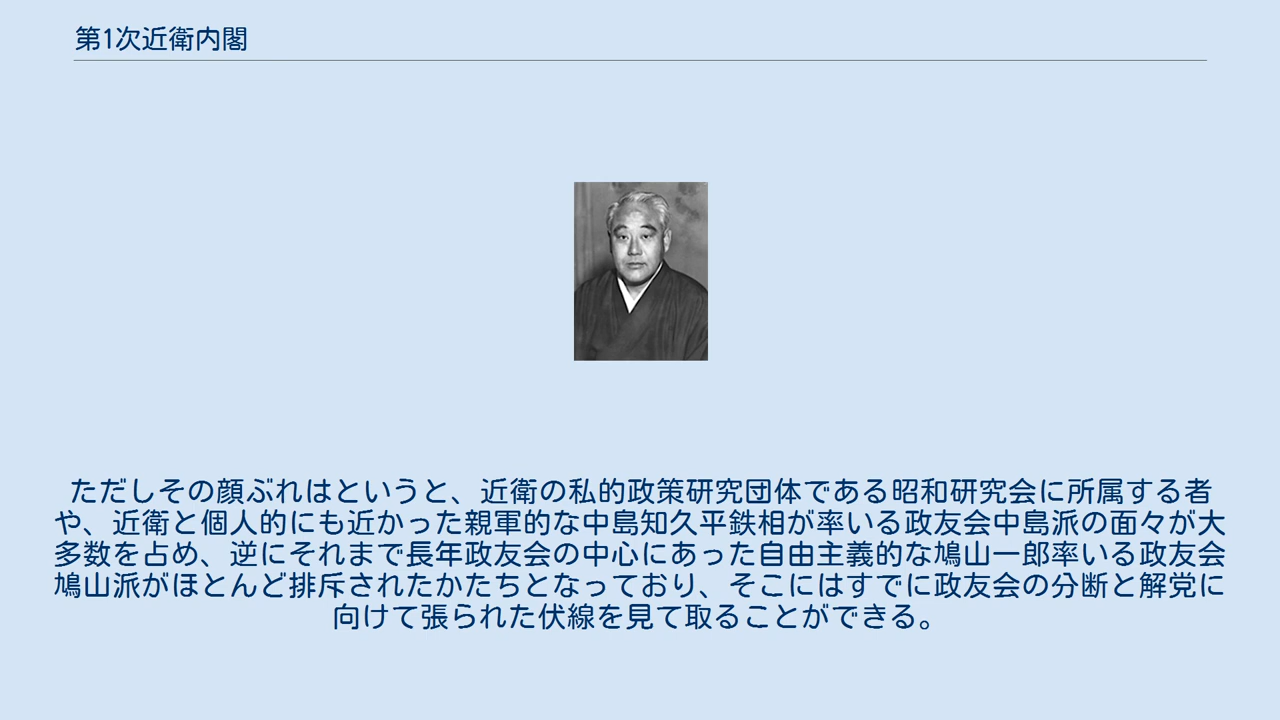 第1次近衛内閣
ただしその顔ぶれはというと、近衛の私的政策研究団体である昭和研究会に所属する者
や、近衛と個人的にも近かった親軍的な中島知久平鉄相が率いる政友会中島派の面々が大
多数を占め、逆にそれまで長年政友会の中心にあった自由主義的な鳩山一郎率いる政友会
鳩山派がほとんど排斥されたかたちとなっており、そこにはすでに政友会の分断と解党に
向けて張られた伏線を見て取ることができる。